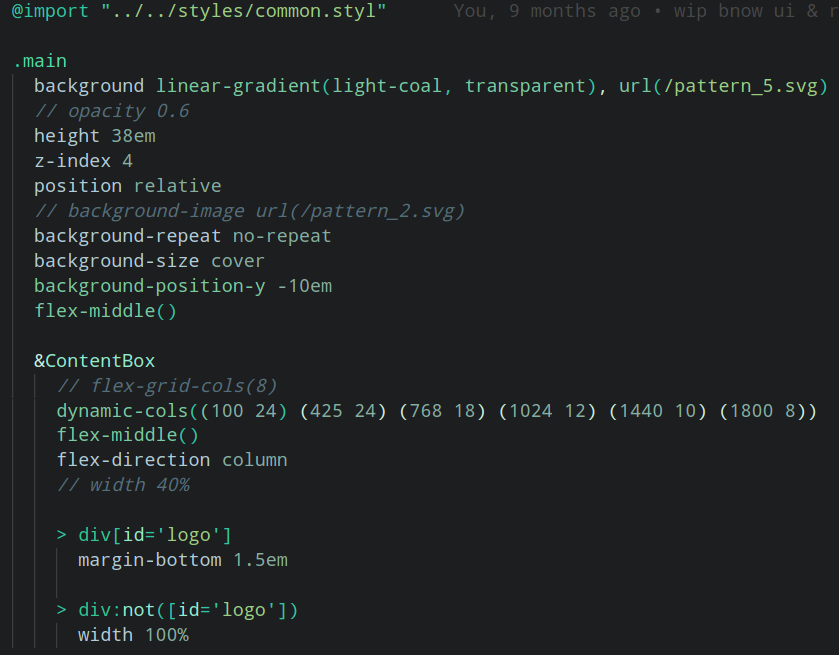 @import "../../styles/common.styl" You, 9 months ago • wip bnow ui &
.main
background linear-gradient(light-coal, transparent), url(/pattern_5.svg)
// opacity 0.6
height 38em
z-index 4
position relative
// background-image url(/pattern_2.svg)
background-repeat no-repeat
background-size cover
background-position-y -10em
flex-middle()
&ContentBox
// flex-grid-cols(8)
dynamic-cols((100 24) (425 24) (768 18) (1024 12) (1440 10) (1800 8))
flex-middle()
flex-direction column
// width 40%
> div[id='logo']
margin-bottom 1.5em
> div:not([id='logo'])
width 100%